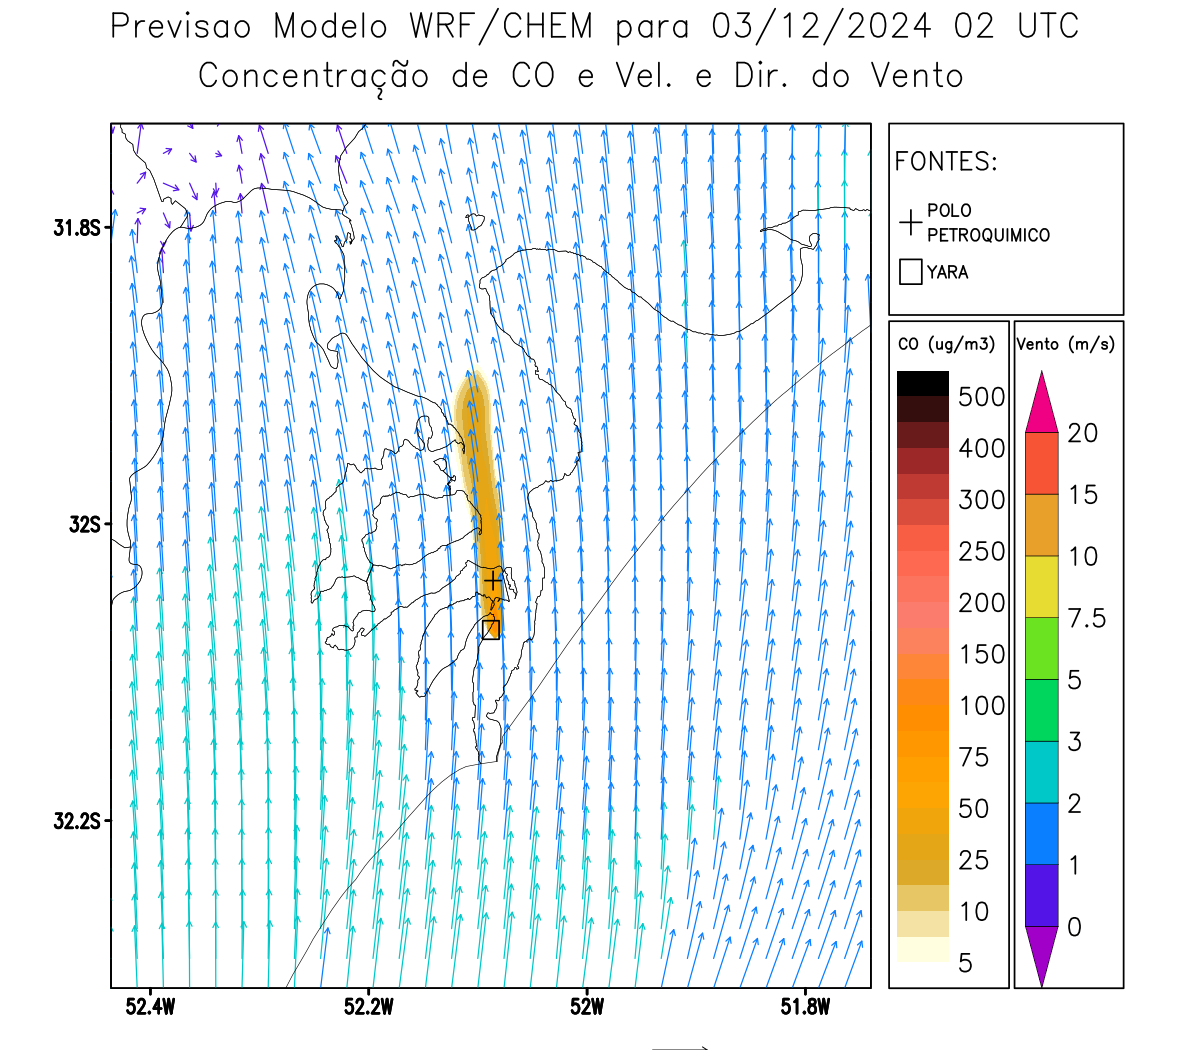 Previsao Modelo WRF/CHEM para 03/12/2024 02 UTC
Concentração de CO e Vel. e Dir. do Vento
FONTES:
POLO
PETROQUIMICO
YARA
CO (ug/m3)
500
400
300
250
200
150
100
75
50
25
10
5
Vento (m/s)
20
15
10
7.5
5
3
2
1
0
31.8S
32S
32.2S
52.4W
52.2W
52W
51.8W